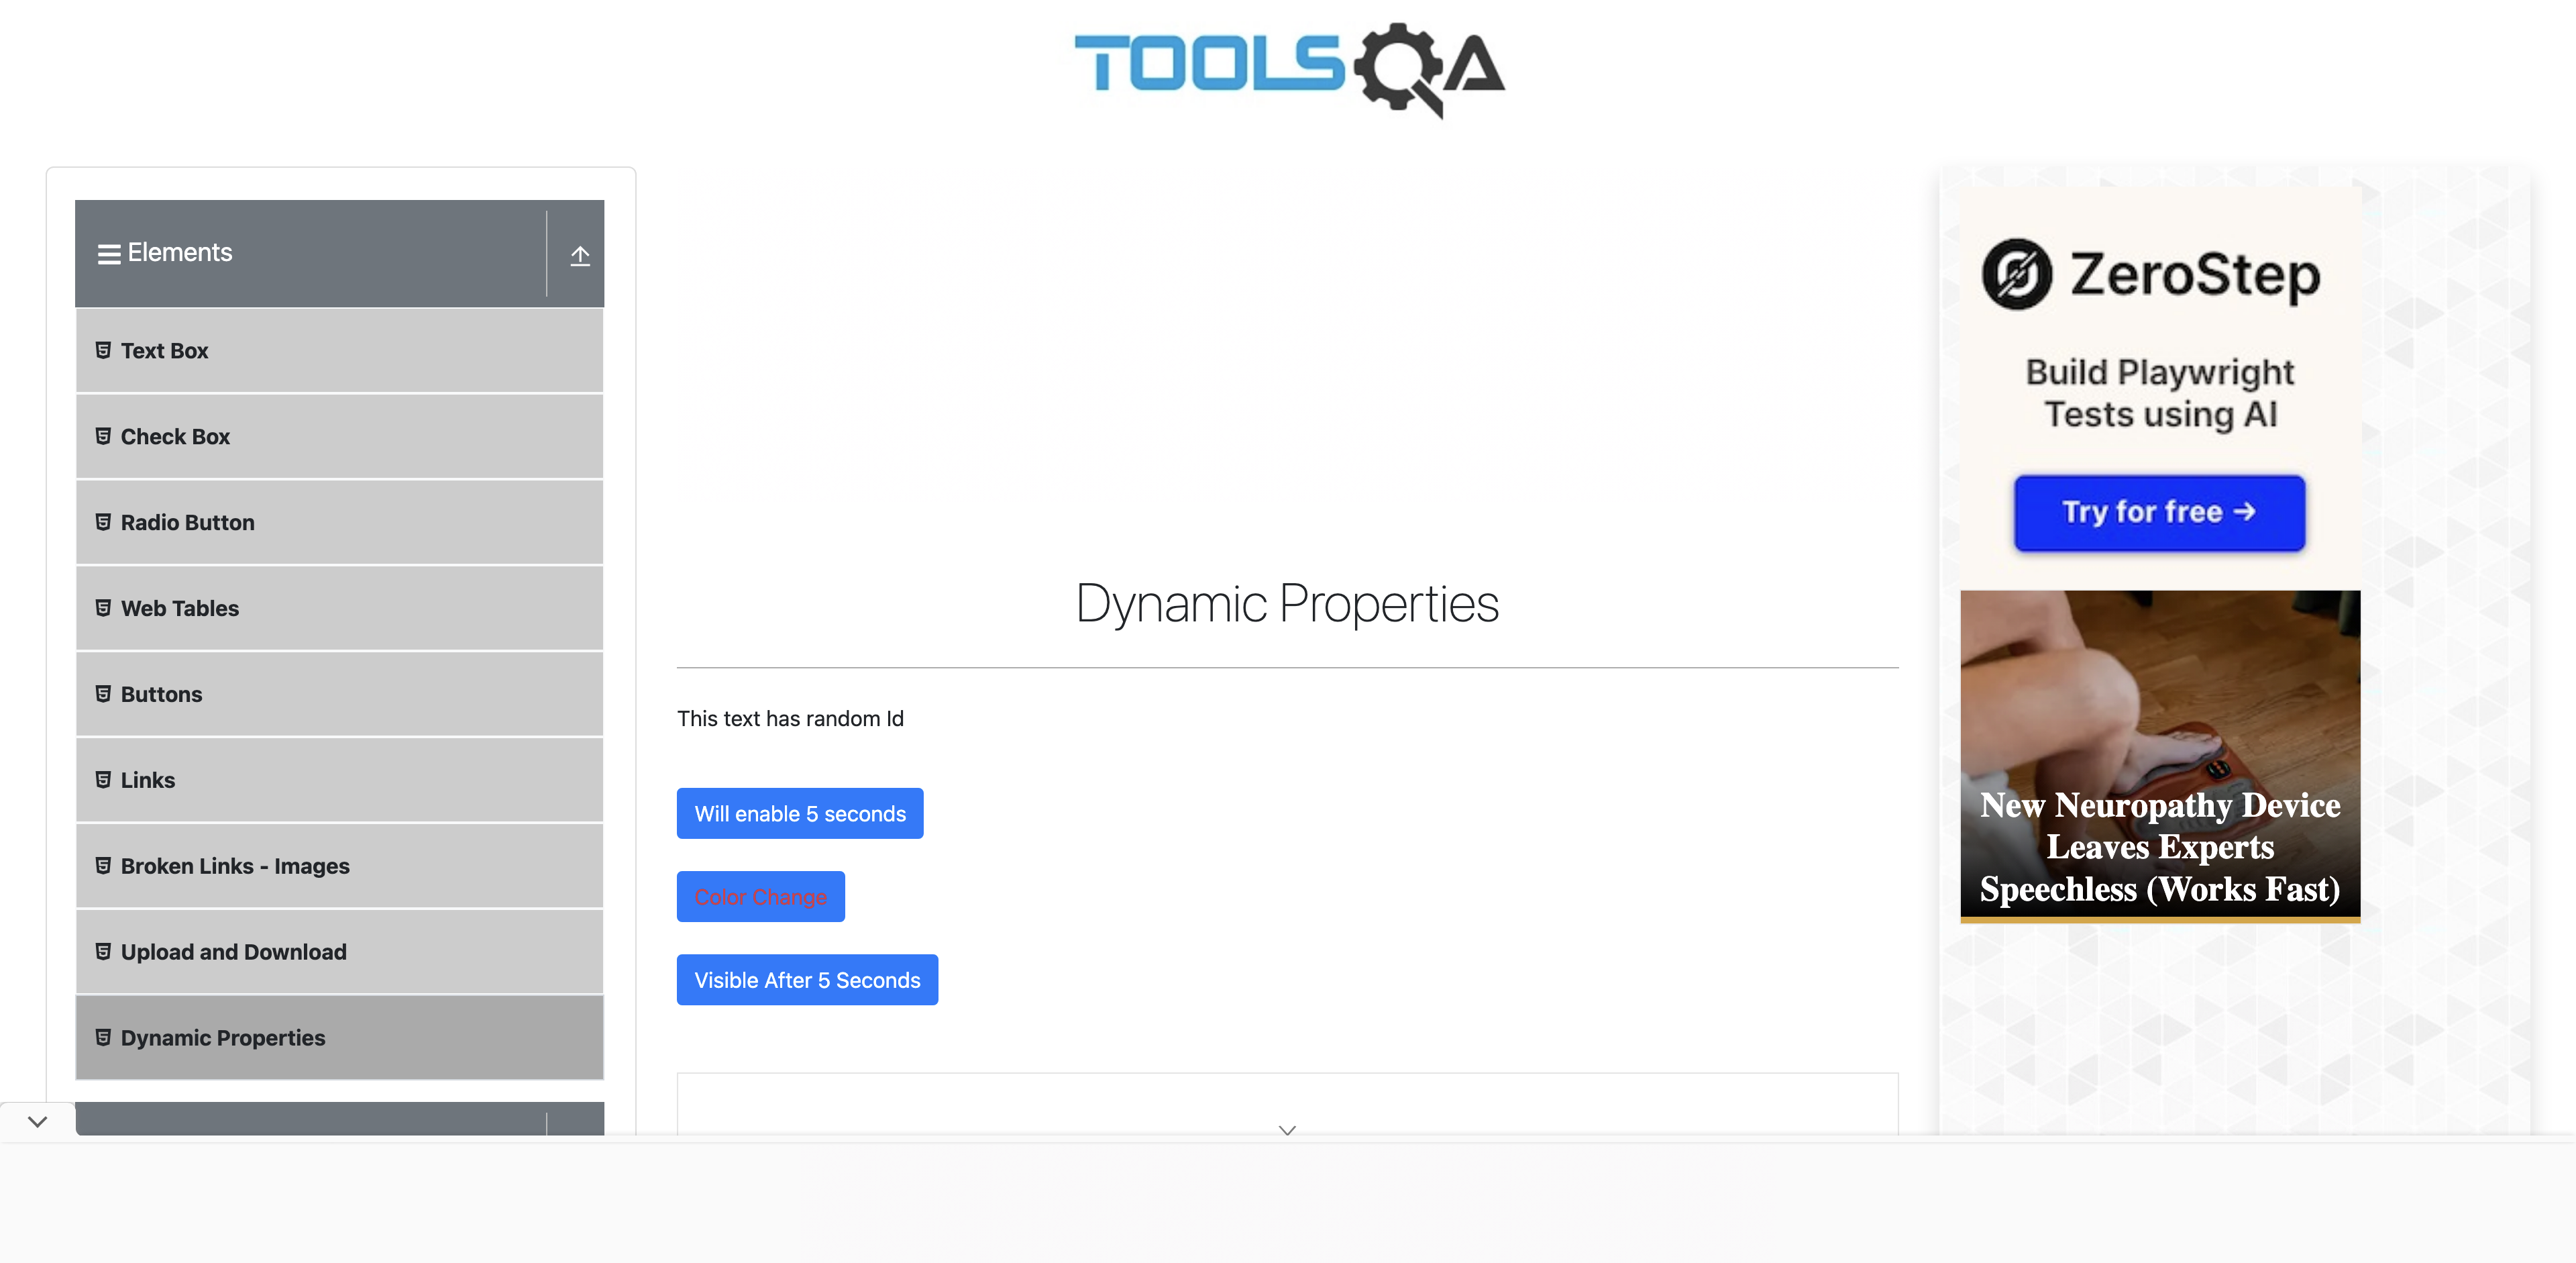 TOOLSQA
Elements
Text Box
Check Box
Radio Button
Web Tables
Buttons
Links
Broken Links - Images
Upload and Download
Dynamic Properties
Dynamic Properties
This text has random Id
Will enable 5 seconds
Color Change
Visible After 5 Seconds
ZeroStep
Build Playwright
Tests using AI
Try for free →
New Neuropathy Device
Leaves Experts
Speechless (Works Fast)